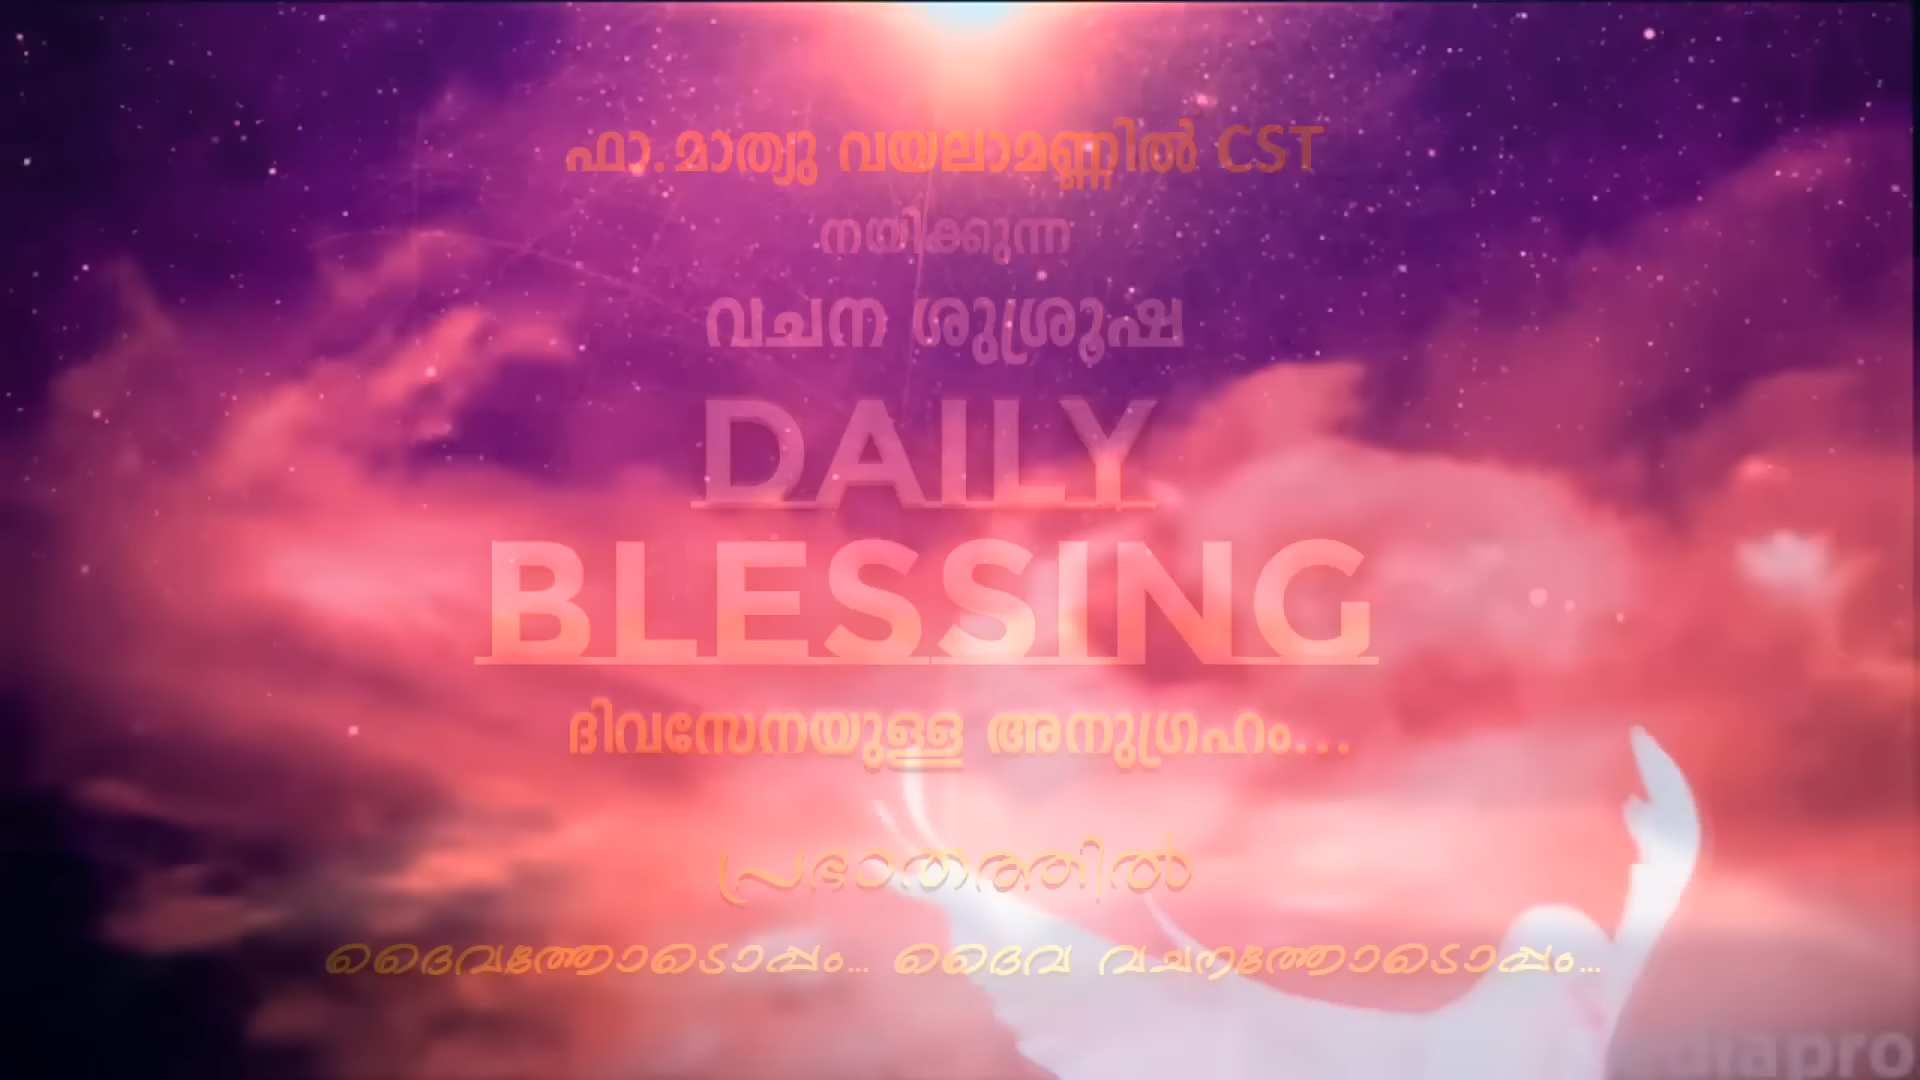 ഫാ.മാത്യു വയലാമണ്ണിൽ CST
നയിക്കുന്ന
വചന ശുശ്രൂഷ
DAILY
BLESSING
ദിവസേനയുള്ള അനുഗ്രഹം...
പ്രഭാതത്തിൽ
ദൈവത്തോടൊപ്പം... ദൈവ വചനത്തോടൊപ്പം...